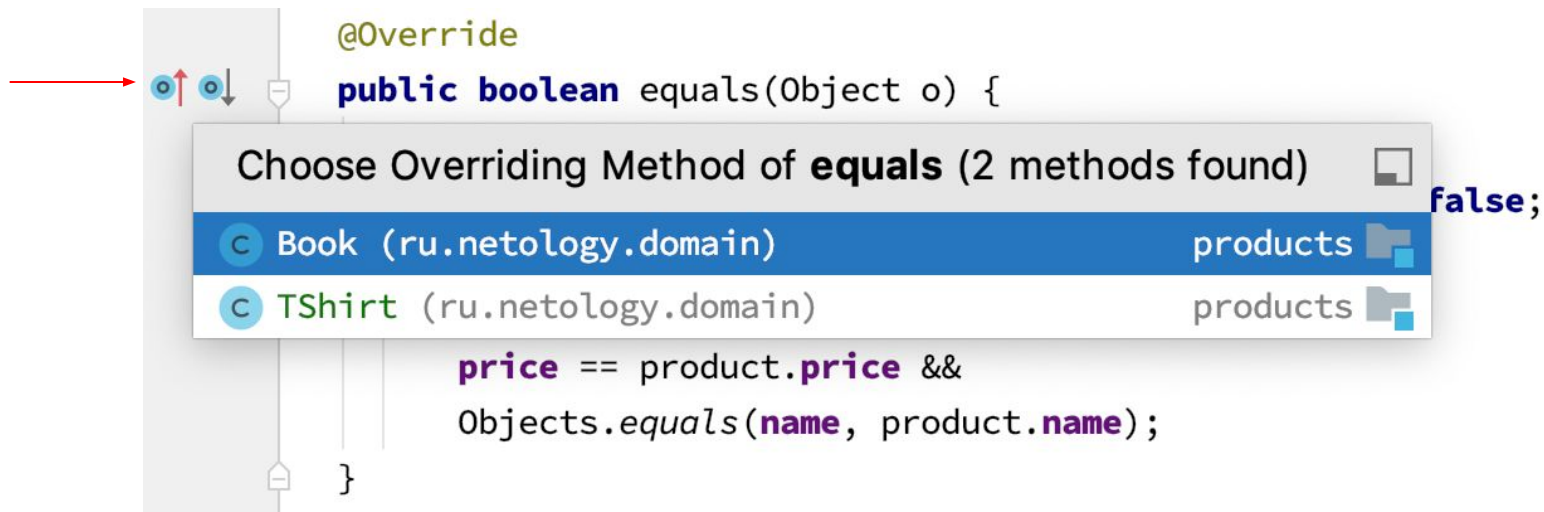 @Override
public boolean equals(Object o) {
Choose Overriding Method of equals (2 methods found)
false;
C Book (ru.netology.domain) products
C TShirt (ru.netology.domain) products
price == product.price &&
Objects.equals(name, product.name);
}